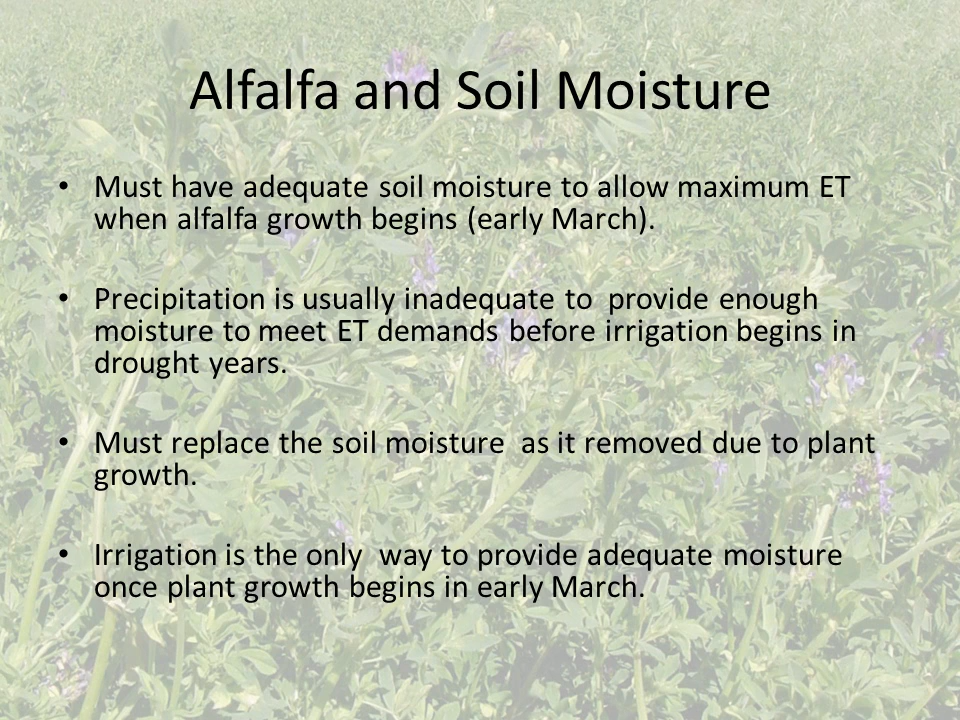 Alfalfa and Soil Moisture
• Must have adequate soil moisture to allow maximum ET
when alfalfa growth begins (early March).
• Precipitation is usually inadequate to  provide enough
moisture to meet ET demands before irrigation begins in
drought years.
• Must replace the soil moisture  as it removed due to plant
growth.
• Irrigation is the only  way to provide adequate moisture
once plant growth begins in early March.